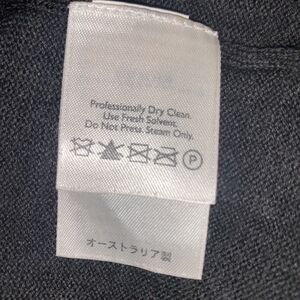 Professionally Dry Clean.
Use Fresh Solvent.
Do Not Press. Steam Only.
P
オーストラリア製